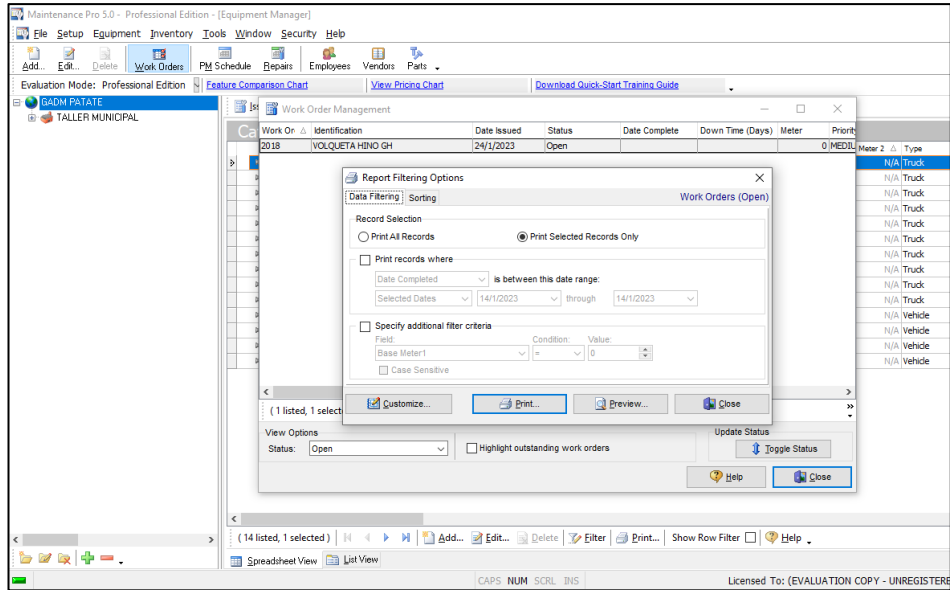 Maintenance Pro 5.0 - Professional Edition - [Equipment Manager]
File Setup Equipment Inventory Tools Window Security Help
Add... Edit... Delete Work Orders PM Schedule Repairs Employees Vendors Parts
Evaluation Mode: Professional Edition Feature Comparison Chart View Pricing Chart Download Quick-Start Training Guide
GADM PATATE
TALLER MUNICIPAL
Work Order Management
Work Or Identification Date Issued Status Date Complete Down Time (Days) Meter Priority
2018 VOLQUETA HINO GH 24/1/2023 Open 0 MEDIU
Meter 2 Type
N/A Truck
N/A Truck
N/A Truck
N/A Truck
N/A Truck
N/A Truck
N/A Truck
N/A Truck
N/A Truck
N/A Truck
N/A Vehicle
N/A Vehicle
N/A Vehicle
N/A Vehicle
Report Filtering Options
Data Filtering Sorting Work Orders (Open)
Record Selection
Print All Records Print Selected Records Only
Print records where
Date Completed is between this date range:
Selected Dates 14/1/2023 through 14/1/2023
Specify additional filter criteria
Field: Condition: Value:
Base Meter1 = 0
Case Sensitive
Customize... Print... Preview... Close
(1 listed, 1 select
View Options Update Status
Status: Open Highlight outstanding work orders Toggle Status
Help Close
(14 listed, 1 selected) Add... Edit... Delete Filter Print... Show Row Filter Help
Spreadsheet View List View
CAPS NUM SCRL INS Licensed To: (EVALUATION COPY - UNREGISTERE